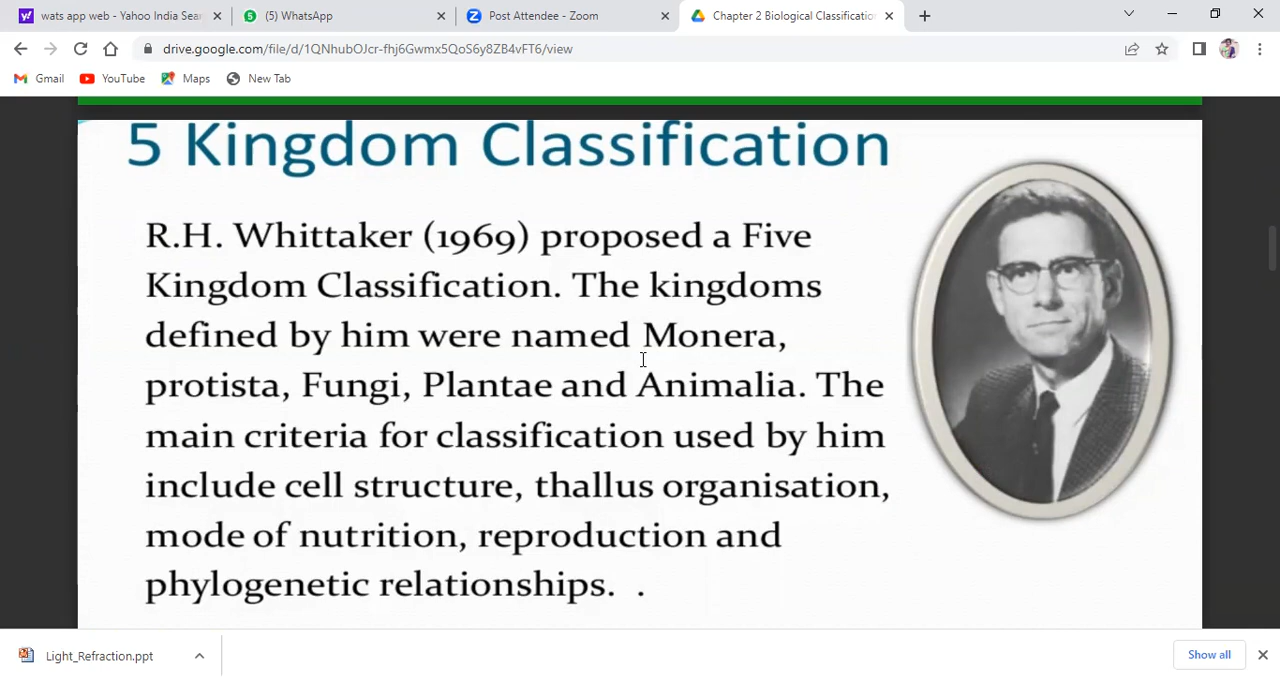 wats app web - Yahoo India Sear
(5) WhatsApp
Post Attendee - Zoom
Chapter 2 Biological Classificatio
drive.google.com/file/d/1QNhubOJcr-fhj6Gwmx5QoS6y8ZB4vFT6/view
Gmail YouTube Maps New Tab
5 Kingdom Classification
R.H. Whittaker (1969) proposed a Five
Kingdom Classification. The kingdoms
defined by him were named Monera,
protista, Fungi, Plantae and Animalia. The
main criteria for classification used by him
include cell structure, thallus organisation,
mode of nutrition, reproduction and
phylogenetic relationships. .
Light_Refraction.ppt
Show all